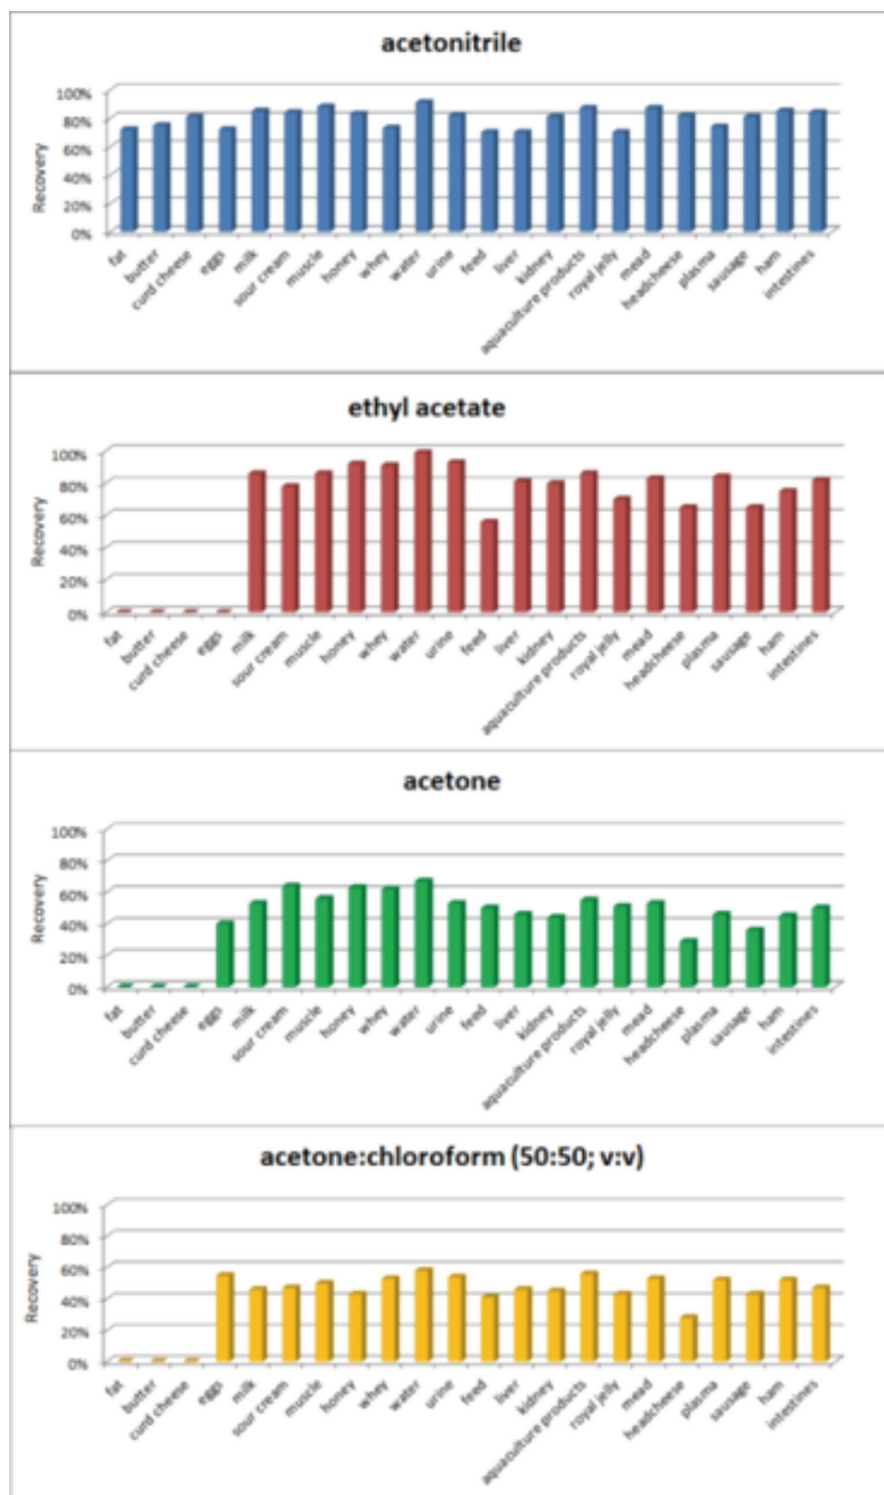 acetonitrile
Recovery
100%
80%
60%
40%
20%
0%
fat
butter
curd cheese
eggs
milk
sour cream
muscle
honey
whey
water
urine
feed
liver
kidney
aquaculture products
royal jelly
mead
headcheese
plasma
sausage
ham
intestines
ethyl acetate
Recovery
100%
80%
60%
40%
20%
0%
fat
butter
curd cheese
eggs
milk
sour cream
muscle
honey
whey
water
urine
feed
liver
kidney
aquaculture products
royal jelly
mead
headcheese
plasma
sausage
ham
intestines
acetone
Recovery
100%
80%
60%
40%
20%
0%
fat
butter
curd cheese
eggs
milk
sour cream
muscle
honey
whey
water
urine
feed
liver
kidney
aquaculture products
royal jelly
mead
headcheese
plasma
sausage
ham
intestines
acetone:chloroform (50:50; v:v)
Recovery
100%
80%
60%
40%
20%
0%
fat
butter
curd cheese
eggs
milk
sour cream
muscle
honey
whey
water
urine
feed
liver
kidney
aquaculture products
royal jelly
mead
headcheese
plasma
sausage
ham
intestines